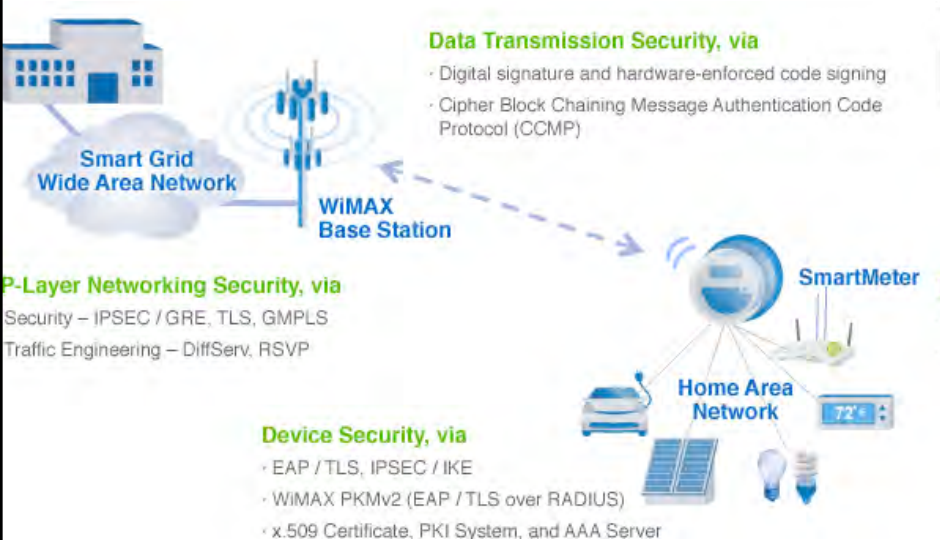 Data Transmission Security, via
· Digital signature and hardware-enforced code signing
· Cipher Block Chaining Message Authentication Code
Protocol (CCMP)
Smart Grid
Wide Area Network
WiMAX
Base Station
P-Layer Networking Security, via
Security – IPSEC / GRE, TLS, GMPLS
Traffic Engineering – DiffServ, RSVP
SmartMeter
Home Area
Network
72°
Device Security, via
· EAP / TLS, IPSEC / IKE
· WiMAX PKMv2 (EAP / TLS over RADIUS)
· x.509 Certificate, PKI System, and AAA Server